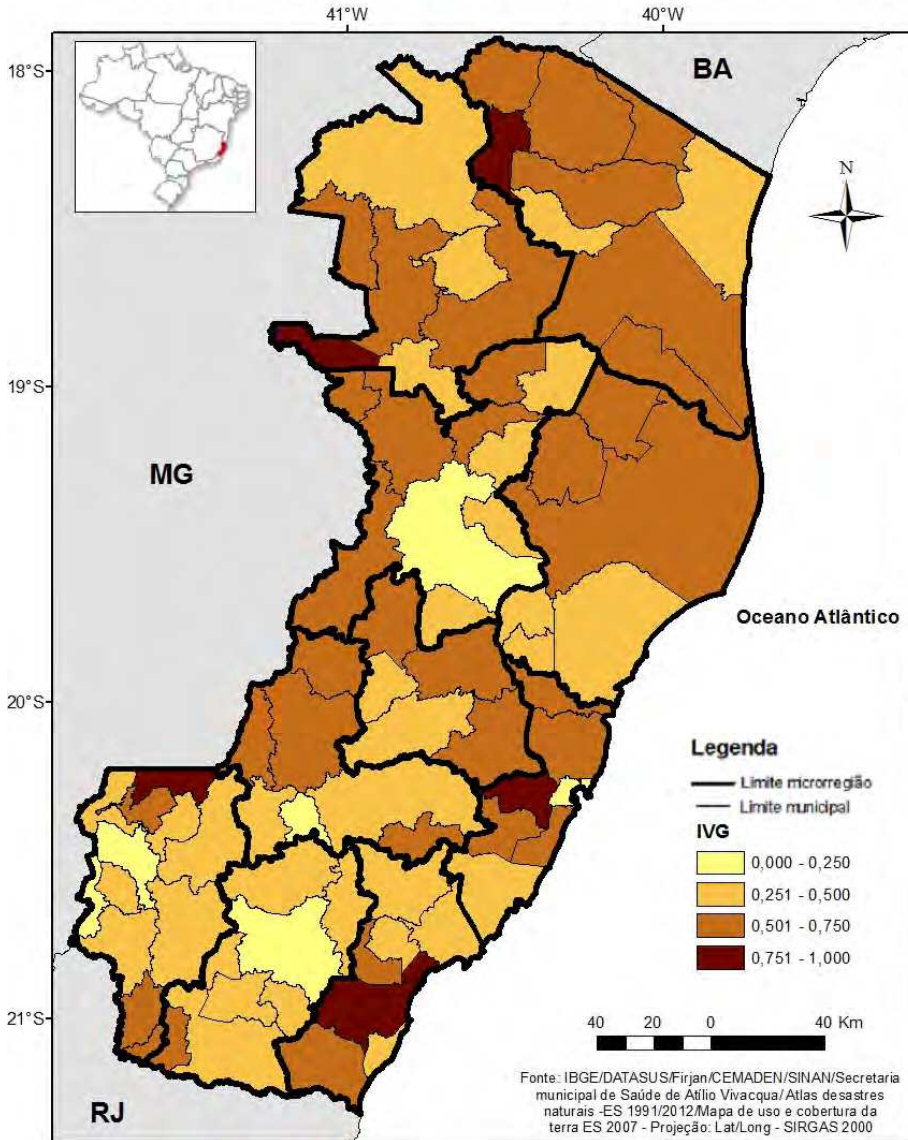 41°W
40°W
18°S
BA
N
19°S
MG
Oceano Atlântico
20°S
Legenda
Limite microrregião
Limite municipal
IVG
0,000 - 0,250
0,251 - 0,500
0,501 - 0,750
0,751 - 1,000
21°S
40 20 0 40 Km
Fonte: IBGE/DATASUS/Firjan/CEMADEN/SINAN/Secretaria
municipal de Saúde de Atílio Vivacqua/Atlas desastres
naturais -ES 1991/2012/Mapa de uso e cobertura da
terra ES 2007 - Projeção: Lat/Long - SIRGAS 2000
RJ